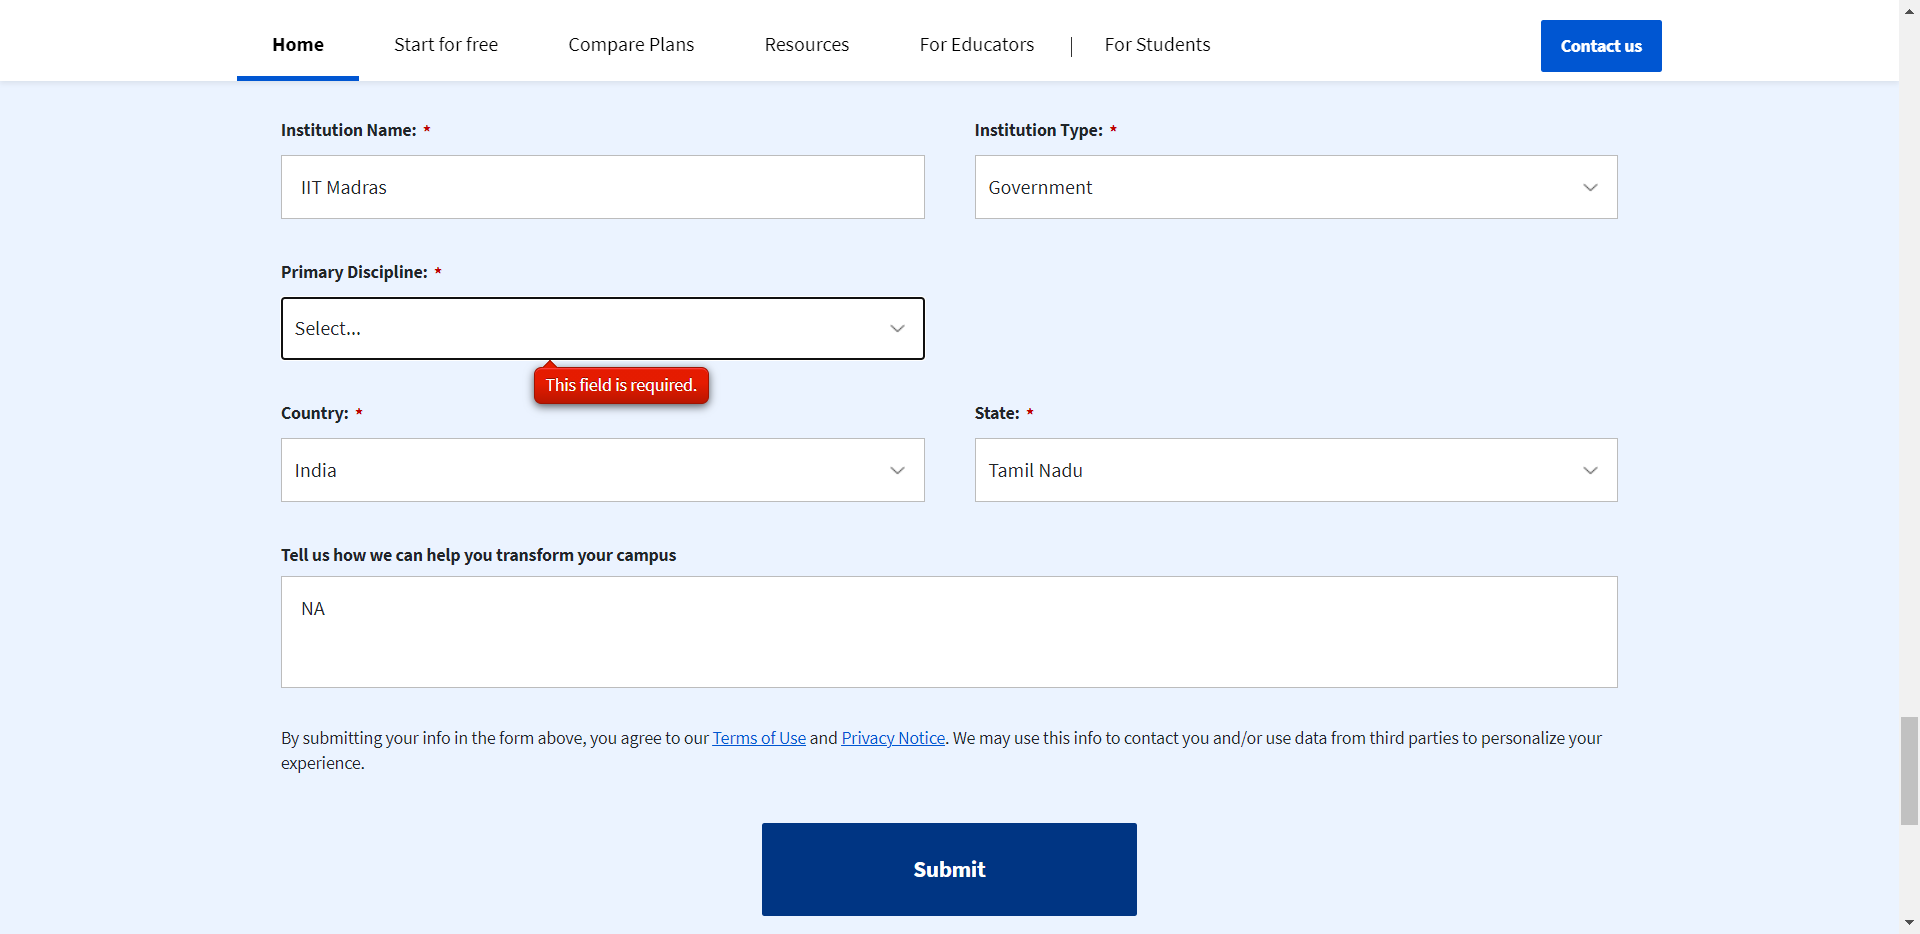 Home Start for free Compare Plans Resources For Educators | For Students Contact us
Institution Name: * Institution Type: *
IIT Madras Government
Primary Discipline: *
Select...
This field is required.
Country: * State: *
India Tamil Nadu
Tell us how we can help you transform your campus
NA
By submitting your info in the form above, you agree to our Terms of Use and Privacy Notice. We may use this info to contact you and/or use data from third parties to personalize your
experience.
Submit